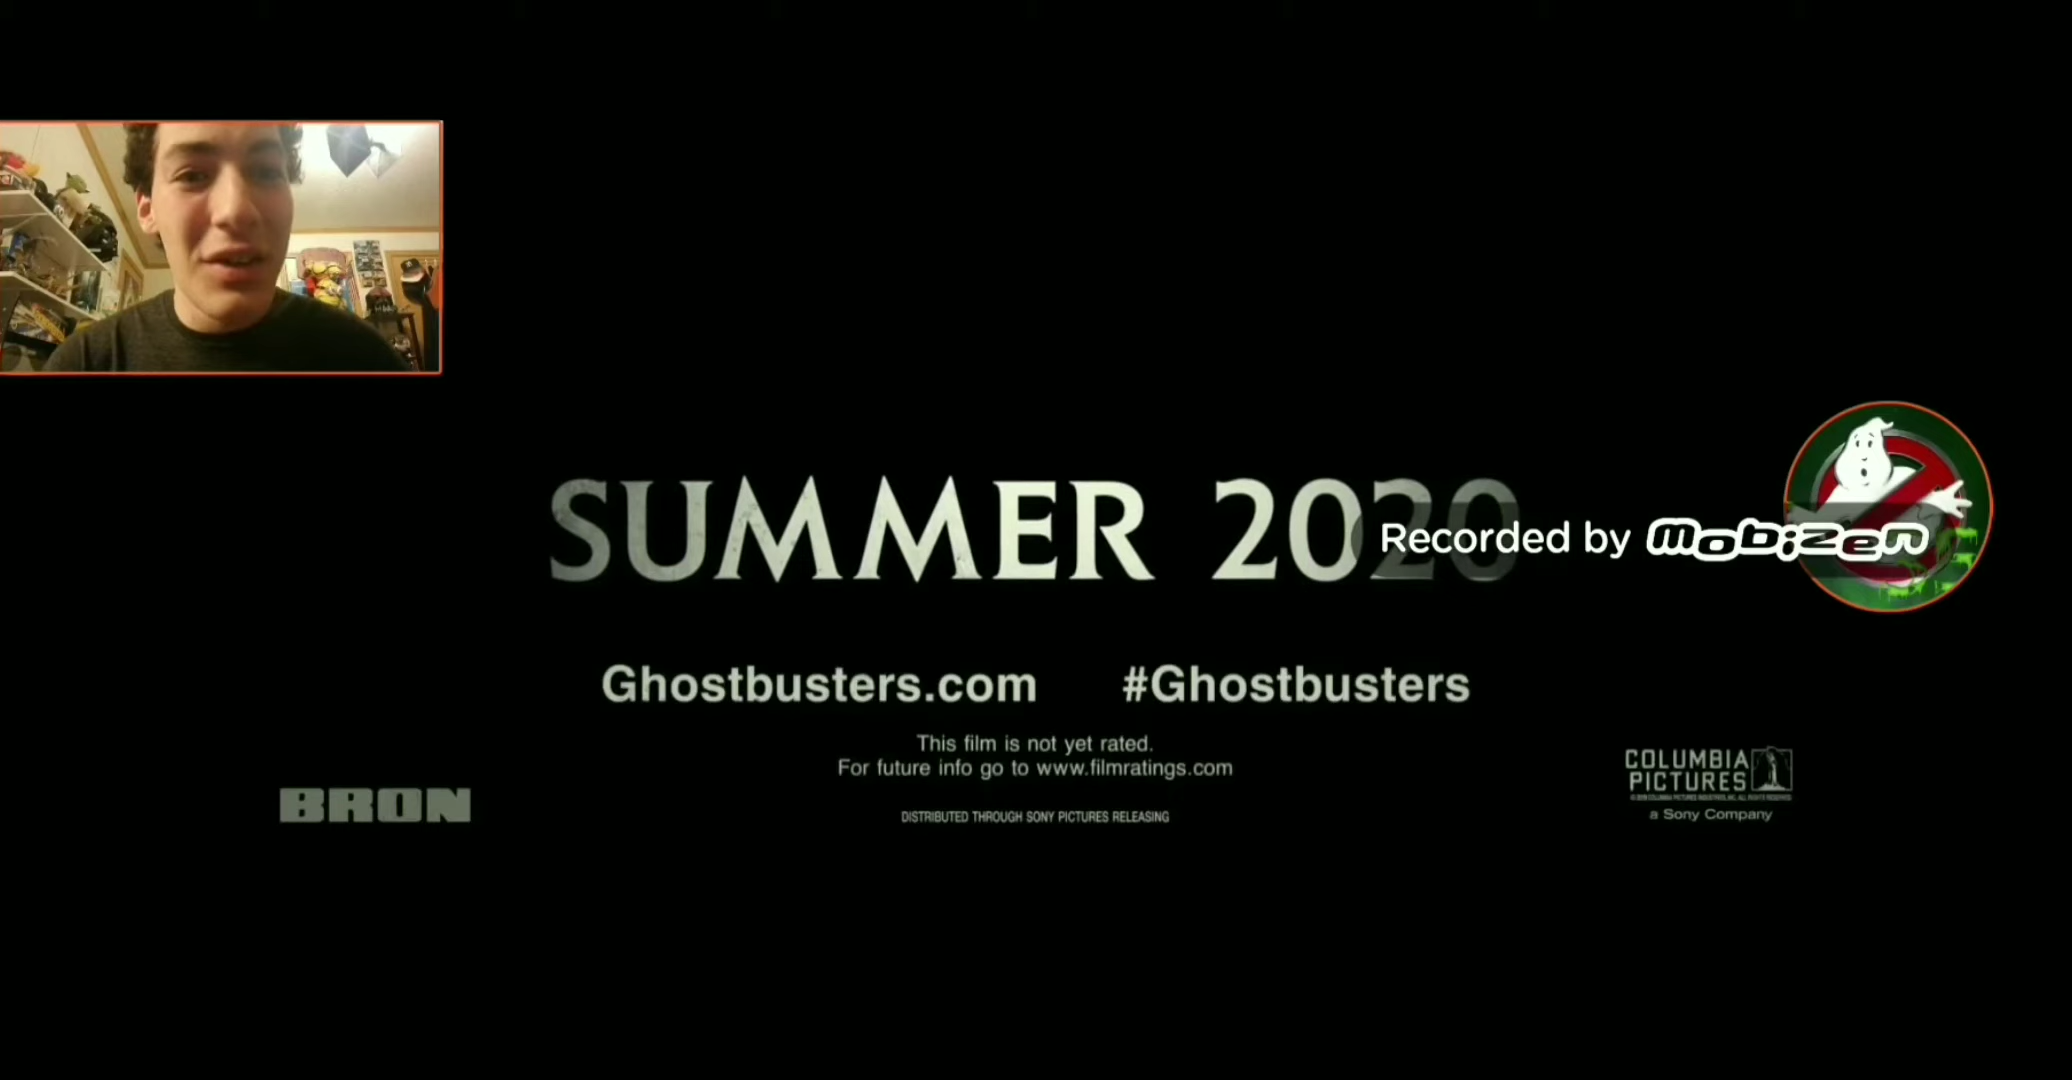 SUMMER 2020
Recorded by mobizen
Ghostbusters.com #Ghostbusters
This film is not yet rated.
For future info go to www.filmratings.com
BRON
DISTRIBUTED THROUGH SONY PICTURES RELEASING
COLUMBIA
PICTURES
a Sony Company